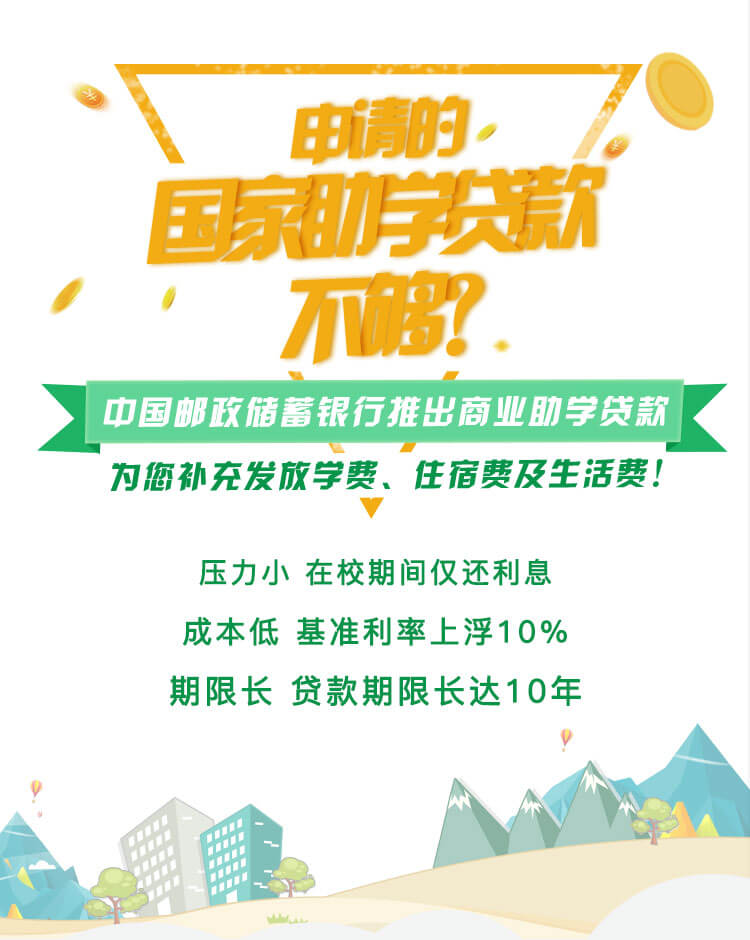 申请的
国家助学贷款
不够?
中国邮政储蓄银行推出商业助学贷款
为您补充发放学费、住宿费及生活费!
压力小 在校期间仅还利息
成本低 基准利率上浮10%
期限长 贷款期限长达10年